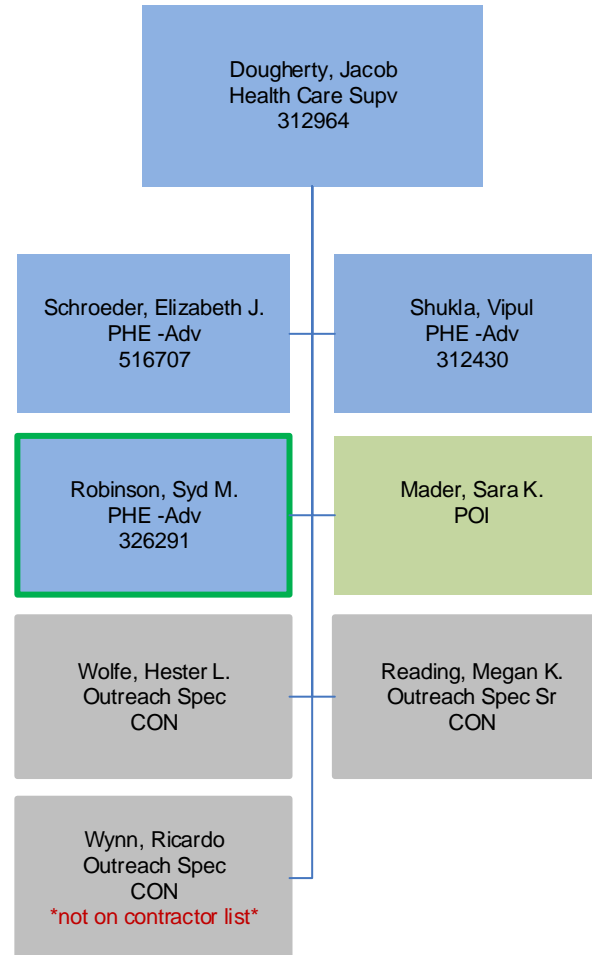 Dougherty, Jacob
Health Care Supv
312964
Schroeder, Elizabeth J.
PHE -Adv
516707
Shukla, Vipul
PHE -Adv
312430
Robinson, Syd M.
PHE -Adv
326291
Mader, Sara K.
POI
Wolfe, Hester L.
Outreach Spec
CON
Reading, Megan K.
Outreach Spec Sr
CON
Wynn, Ricardo
Outreach Spec
CON
*not on contractor list*